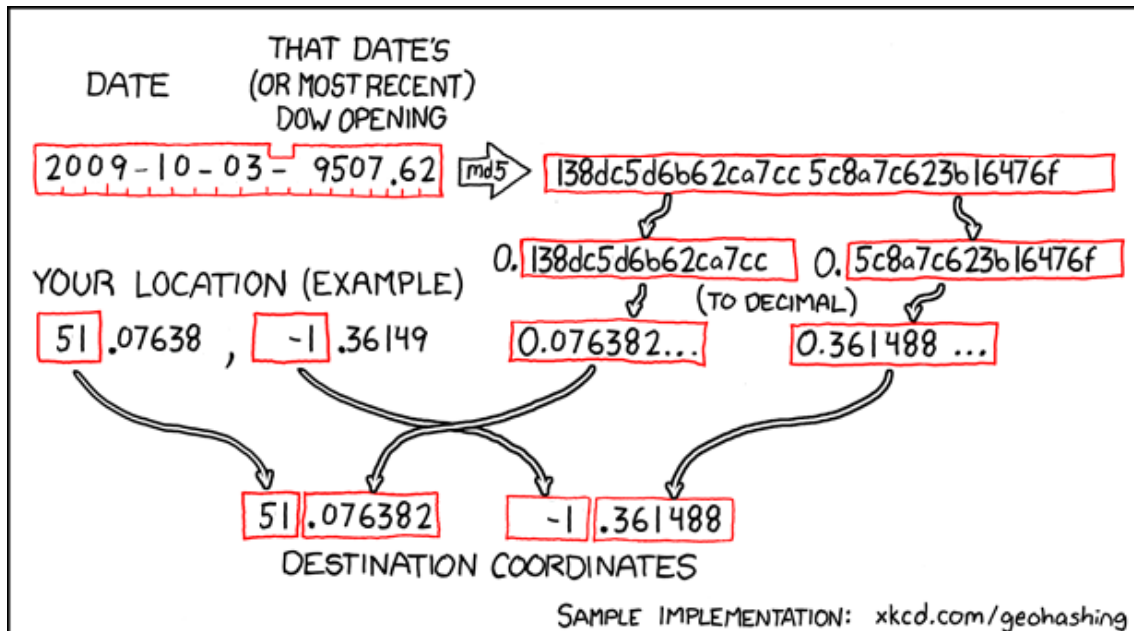 DATE
THAT DATE'S
(OR MOST RECENT)
DOW OPENING
2009-10-03- 9507.62
md5
138dc5d6b62ca7cc5c8a7c623b16476f
0.138dc5d6b62ca7cc
0.5c8a7c623b16476f
YOUR LOCATION (EXAMPLE)
(TO DECIMAL)
51.07638, -1.36149
0.076382...
0.361488...
51.076382
-1.361488
DESTINATION COORDINATES
SAMPLE IMPLEMENTATION: xkcd.com/geohashing